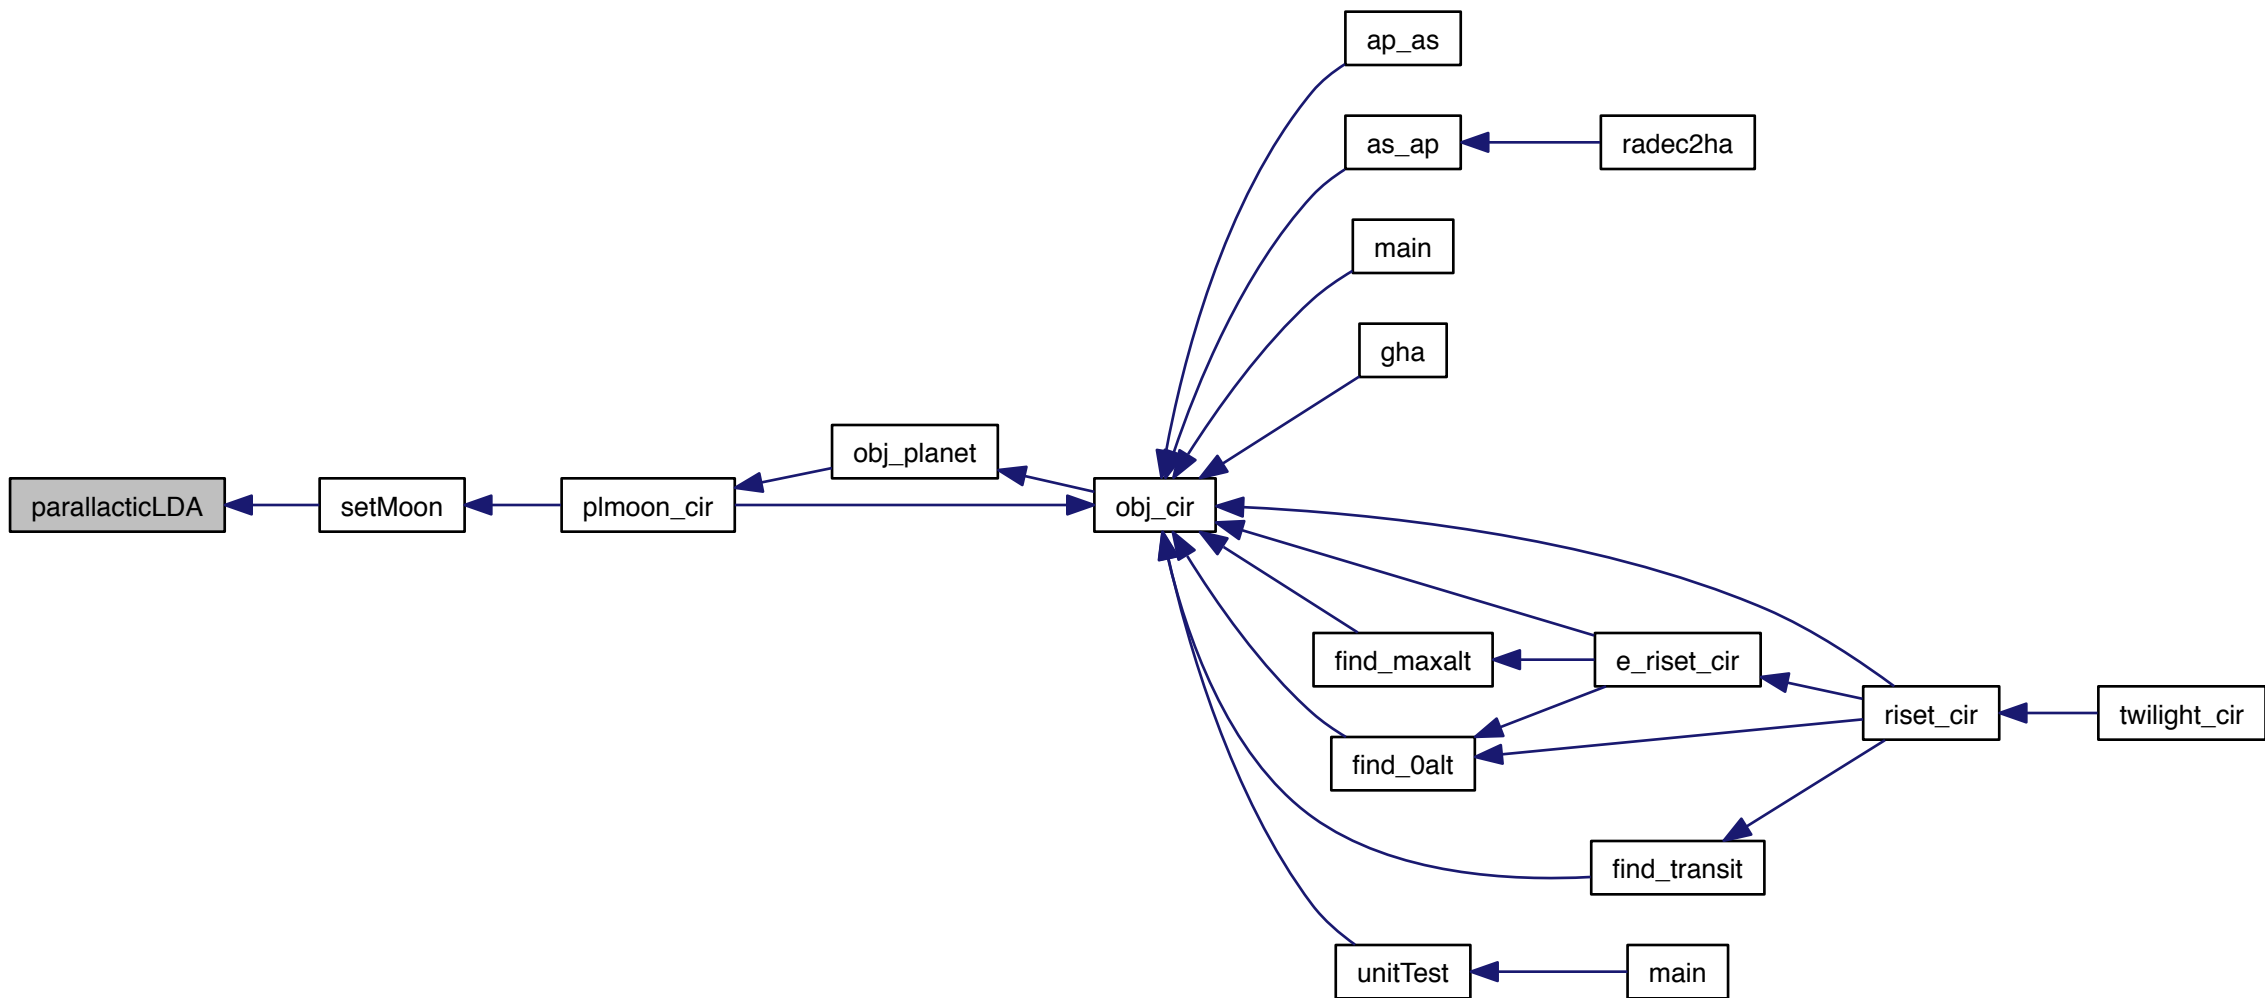 ap_as
as_ap
radec2ha
main
gha
obj_planet
parallacticLDA
setMoon
plmoon_cir
obj_cir
find_maxalt
e_riset_cir
riset_cir
twilight_cir
find_0alt
find_transit
unitTest
main